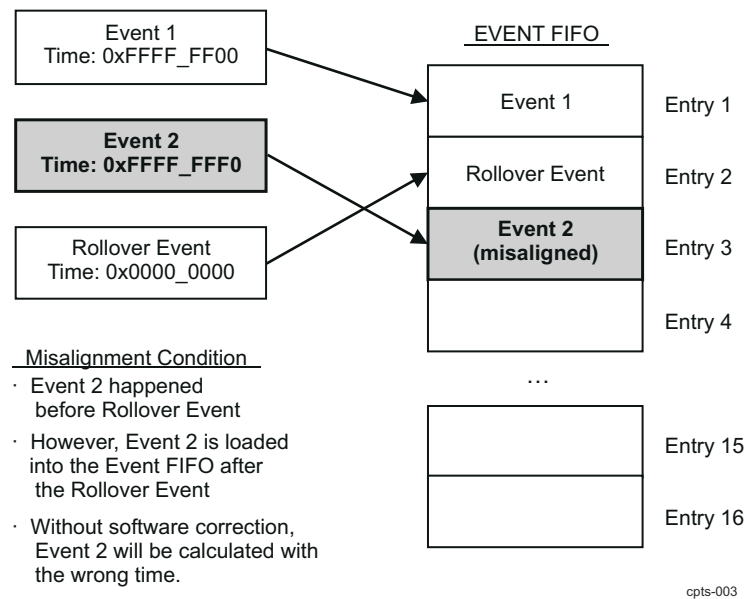 Event 1
Time: 0xFFFF_FF00
Event 2
Time: 0xFFFF_FFF0
Rollover Event
Time: 0x0000_0000
Misalignment Condition
· Event 2 happened
before Rollover Event
· However, Event 2 is loaded
into the Event FIFO after
the Rollover Event
· Without software correction,
Event 2 will be calculated with
the wrong time.
EVENT FIFO
Event 1
Entry 1
Rollover Event
Entry 2
Event 2
(misaligned)
Entry 3
Entry 4
...
Entry 15
Entry 16
cpts-003